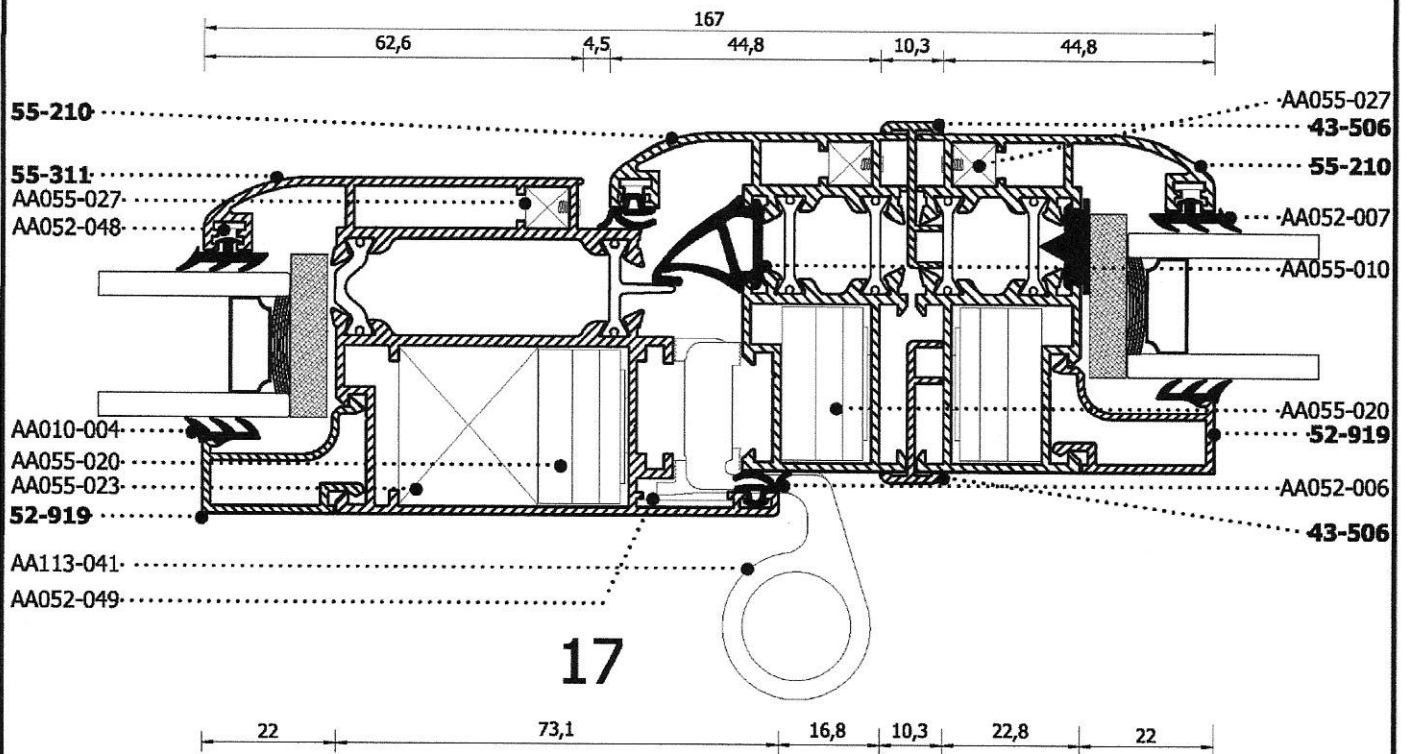 167
62,6 4,5 44,8 10,3 44,8
55-210
55-311
AA055-027
AA052-048
AA010-004
AA055-020
AA055-023
52-919
AA113-041
AA052-049
AA055-027
43-506
55-210
AA052-007
AA055-010
AA055-020
52-919
AA052-006
43-506
17
22 73,1 16,8 10,3 22,8 22